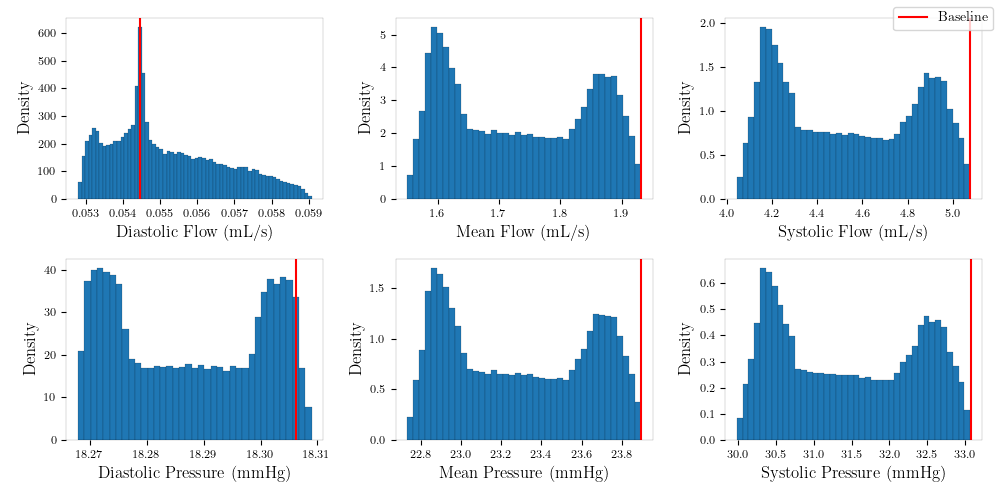 Baseline
600
500
400
300
200
100
0
Density
0.053 0.054 0.055 0.056 0.057 0.058 0.059
Diastolic Flow (mL/s)
5
4
3
2
1
0
Density
1.6 1.7 1.8 1.9
Mean Flow (mL/s)
2.0
1.5
1.0
0.5
0.0
Density
4.0 4.2 4.4 4.6 4.8 5.0
Systolic Flow (mL/s)
40
30
20
10
0
Density
18.27 18.28 18.29 18.30 18.31
Diastolic Pressure (mmHg)
1.5
1.0
0.5
0.0
Density
22.8 23.0 23.2 23.4 23.6 23.8
Mean Pressure (mmHg)
0.6
0.5
0.4
0.3
0.2
0.1
0.0
Density
30.0 30.5 31.0 31.5 32.0 32.5 33.0
Systolic Pressure (mmHg)